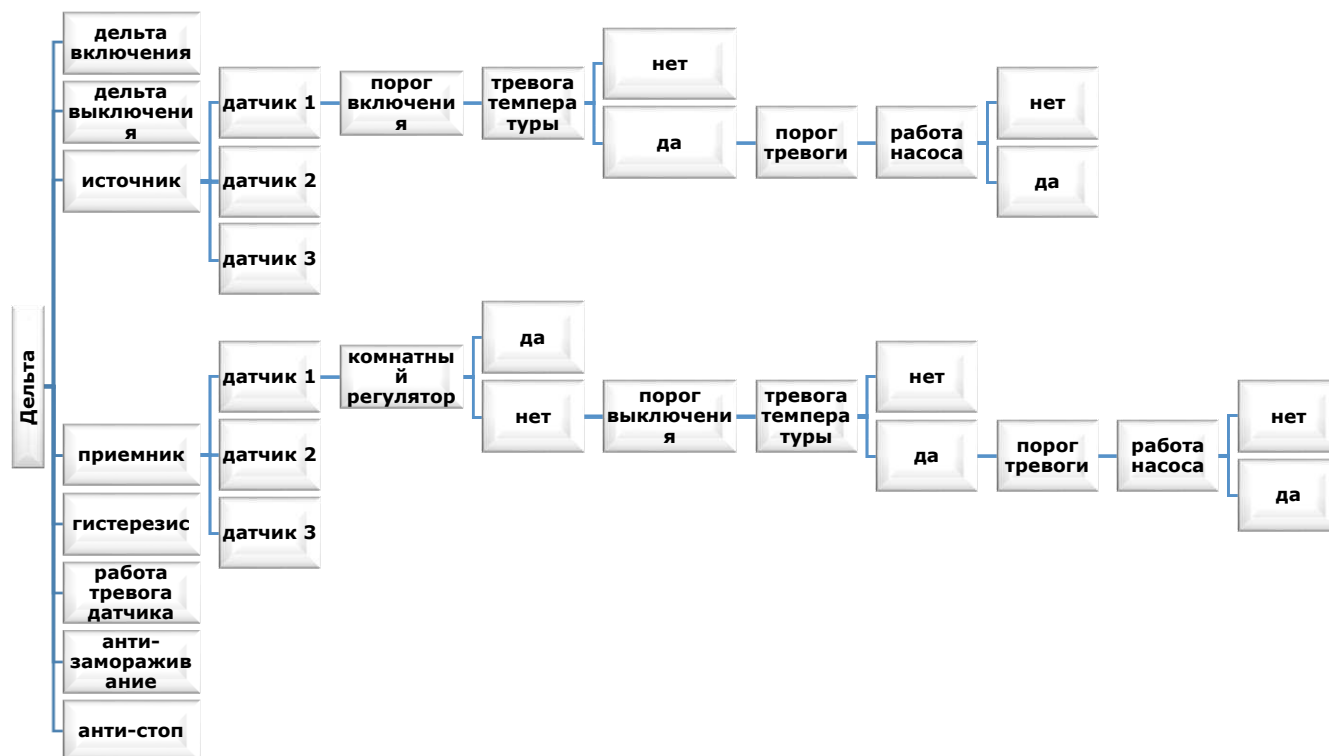 Дельта
дельта
включения
дельта
выключени
я
источник
датчик 1
порог
включени
я
тревога
темпера
туры
нет
да
порог
тревоги
работа
насоса
нет
да
датчик 2
датчик 3
приемник
датчик 1
комнатны
й
регулятор
да
нет
порог
выключени
я
тревога
темпера
туры
нет
да
порог
тревоги
работа
насоса
нет
да
датчик 2
датчик 3
гистерезис
работа
тревога
датчика
анти-
заморажив
ание
анти-стоп